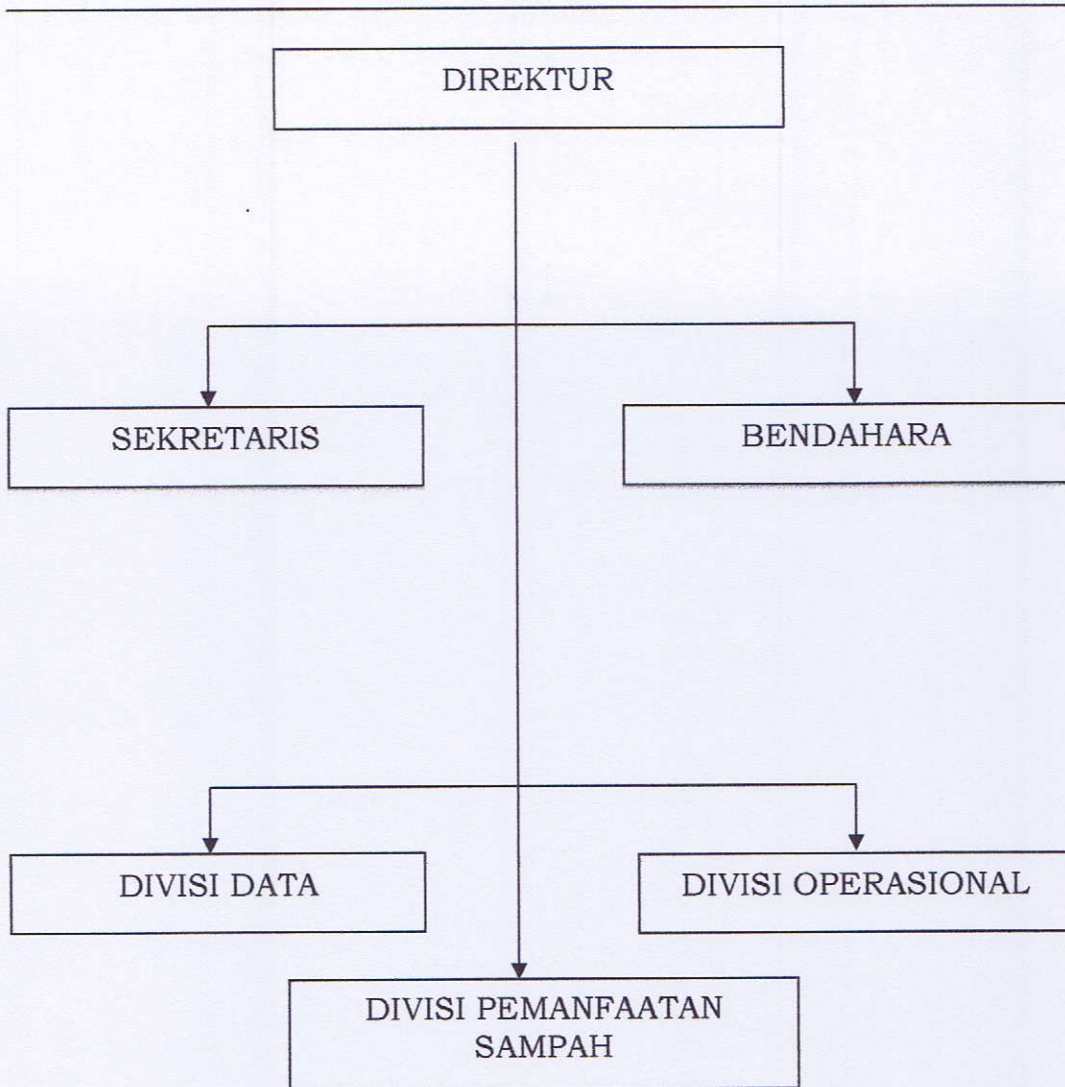 DIREKTUR
SEKRETARIS
BENDAHARA
DIVISI DATA
DIVISI OPERASIONAL
DIVISI PEMANFAATAN
SAMPAH